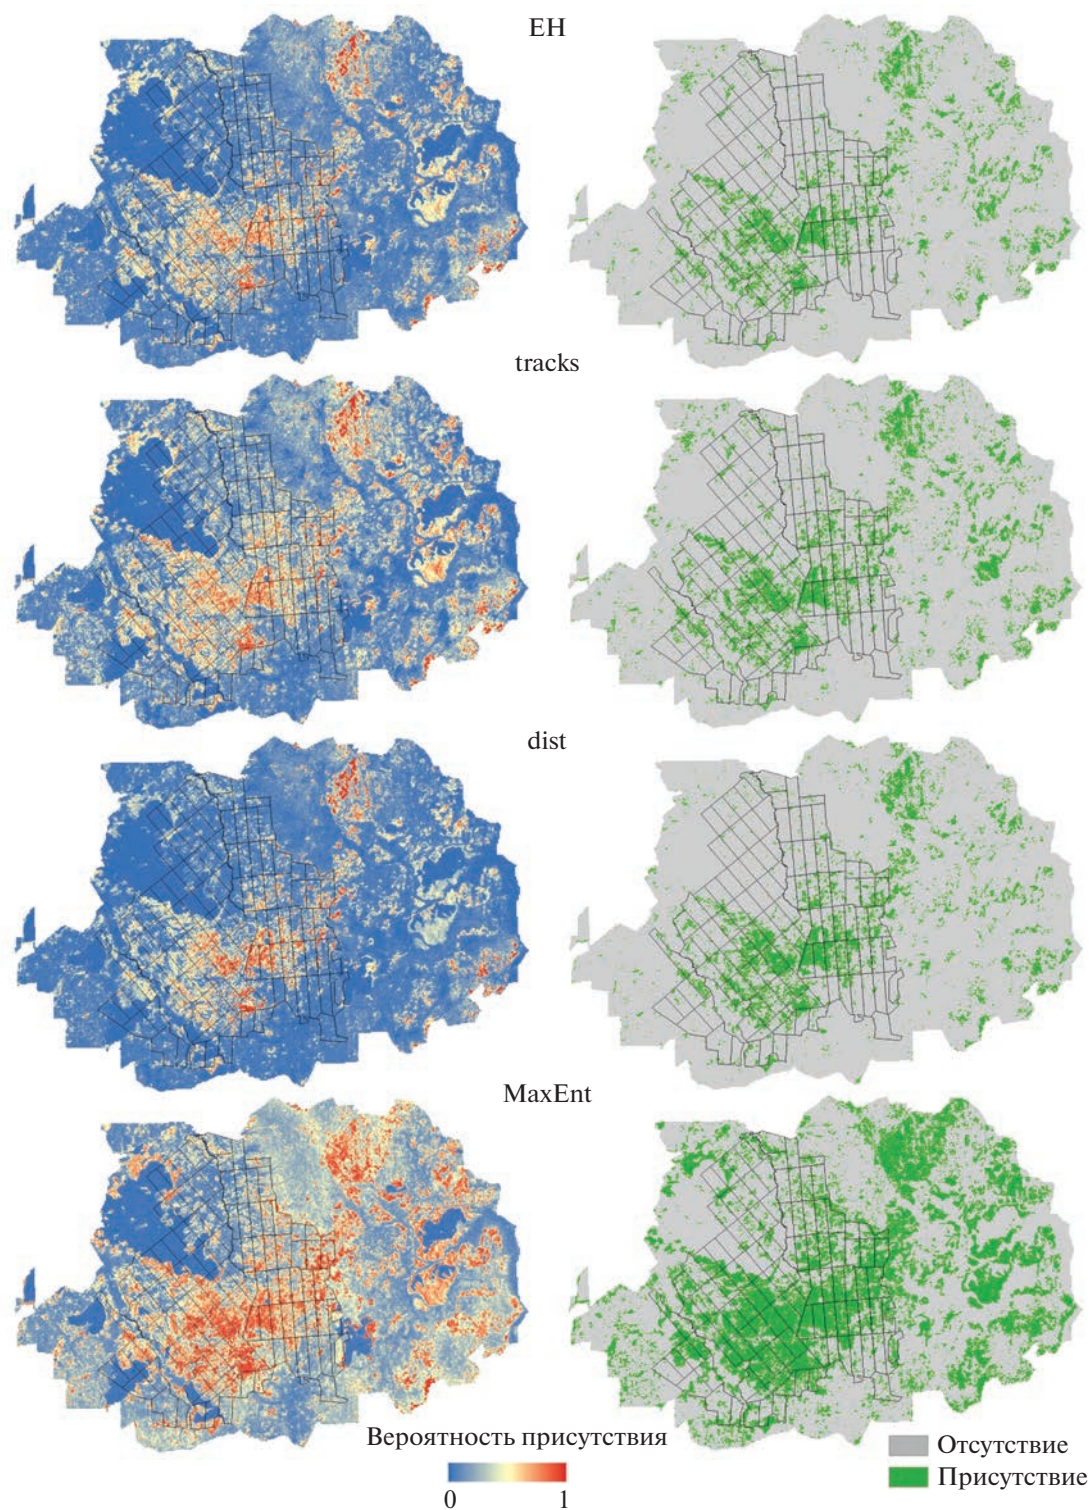 EH
tracks
dist
MaxEnt
Вероятность присутствия
0 1
Отсутствие
Присутствие